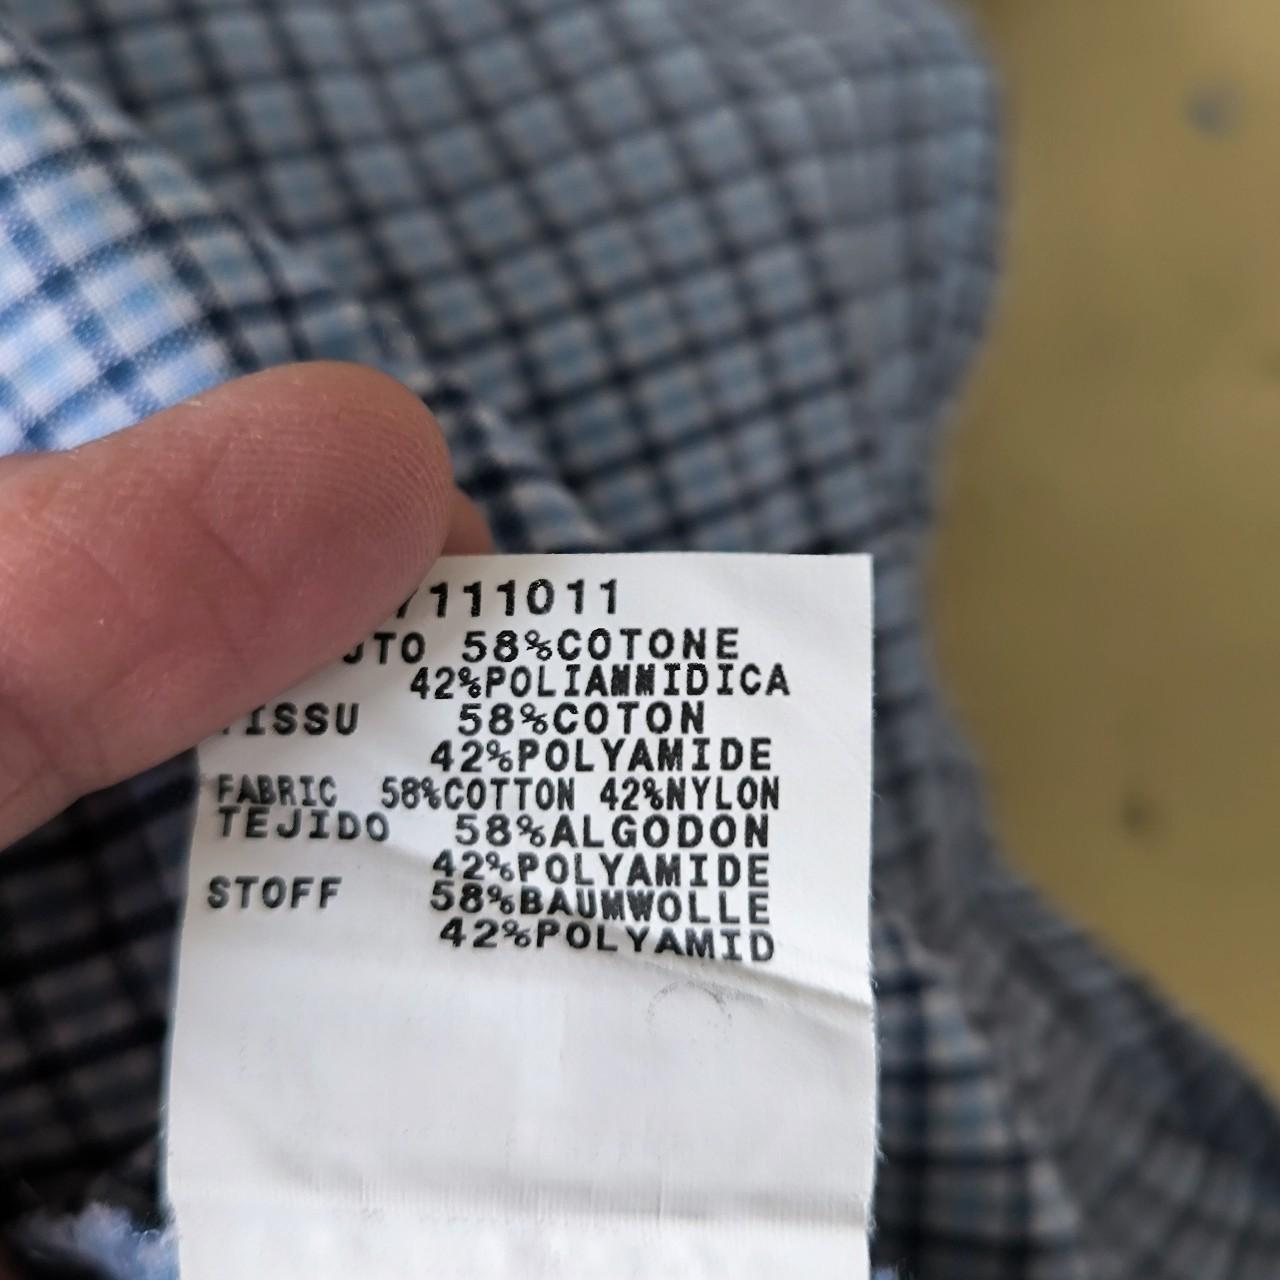 7111011
58%COTONE
42%POLIAMMIDICA
58%COTON
42%POLYAMIDE
FABRIC 58%COTTON 42%NYLON
TEJIDO 58%ALGODON
42%POLYAMIDE
STOFF 58%BAUMWOLLE
42%POLYAMID